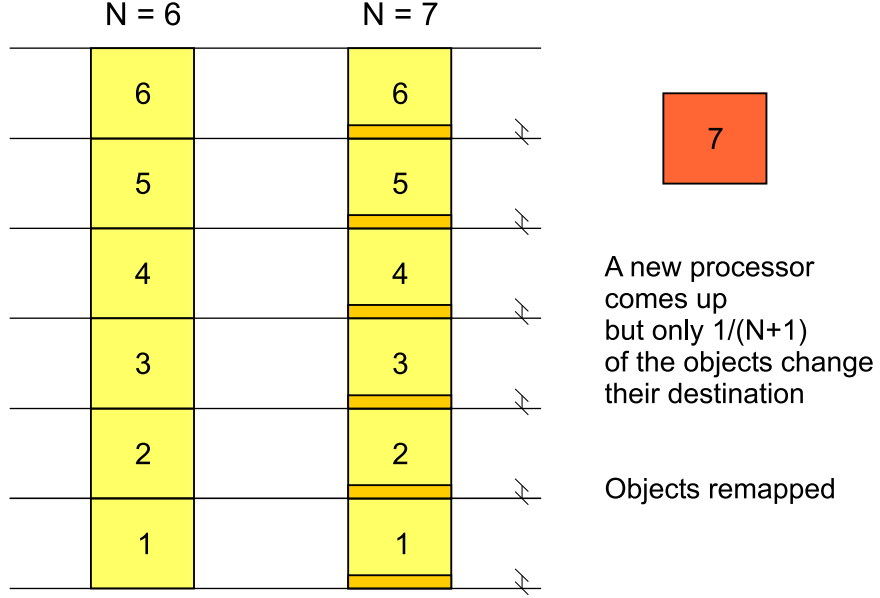 N = 6
N = 7
6
6
7
5
5
4
4
A new processor
comes up
but only 1/(N+1)
of the objects change
their destination
3
3
2
2
Objects remapped
1
1